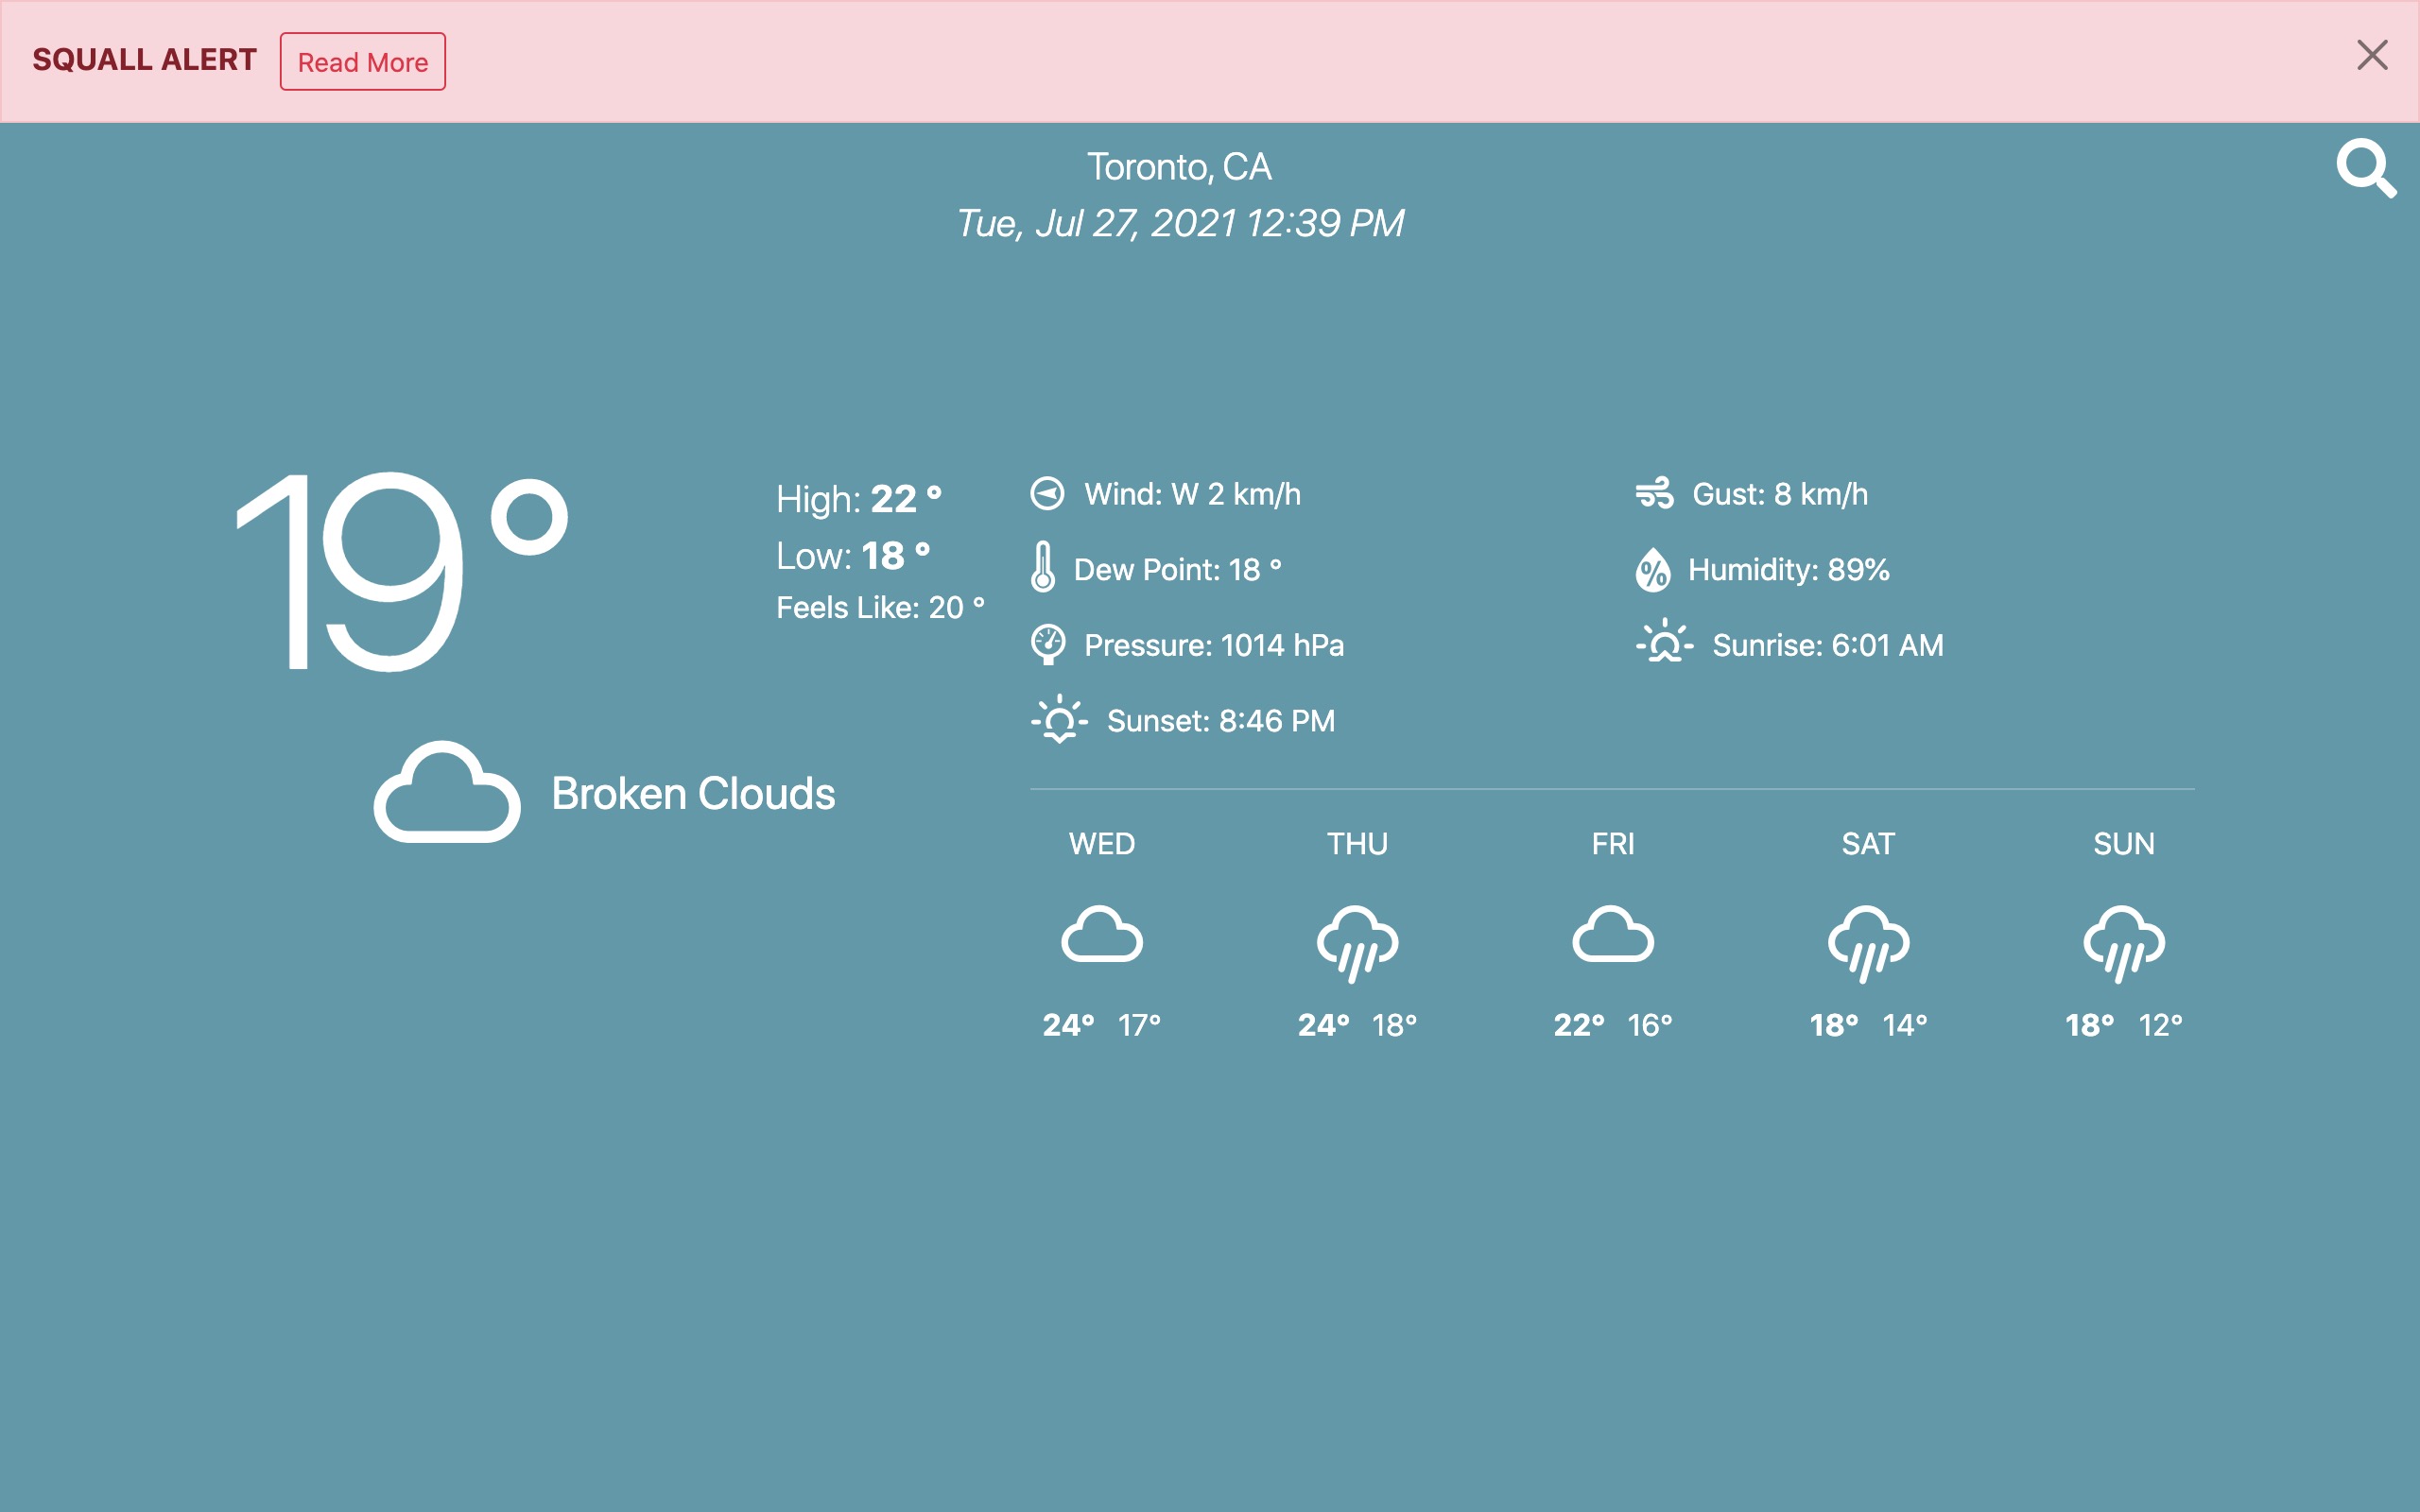 SQUALL ALERT Read More
Toronto, CA
Tue, Jul 27, 2021 12:39 PM
19°
High: 22 °
Low: 18 °
Feels Like: 20 °
Broken Clouds
Wind: W 2 km/h
Gust: 8 km/h
Dew Point: 18 °
% Humidity: 89%
Pressure: 1014 hPa
Sunrise: 6:01 AM
Sunset: 8:46 PM
WED THU FRI SAT SUN
24° 17° 24° 18° 22° 16° 18° 14° 18° 12°